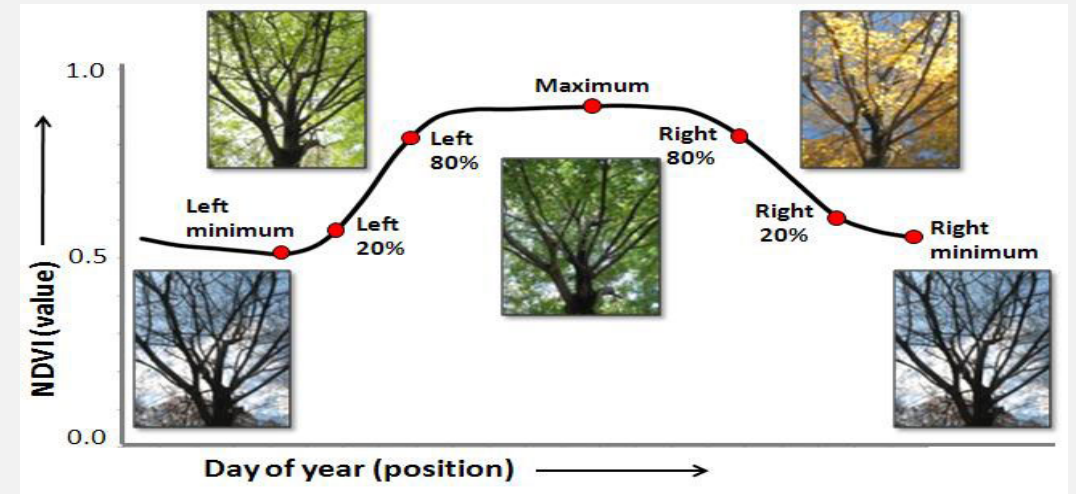 1.0
Maximum
Left
80%
Right
80%
Left
minimum
Left
20%
Right
20%
Right
minimum
0.5
NDVI(value)
0.0
Day of year (position)